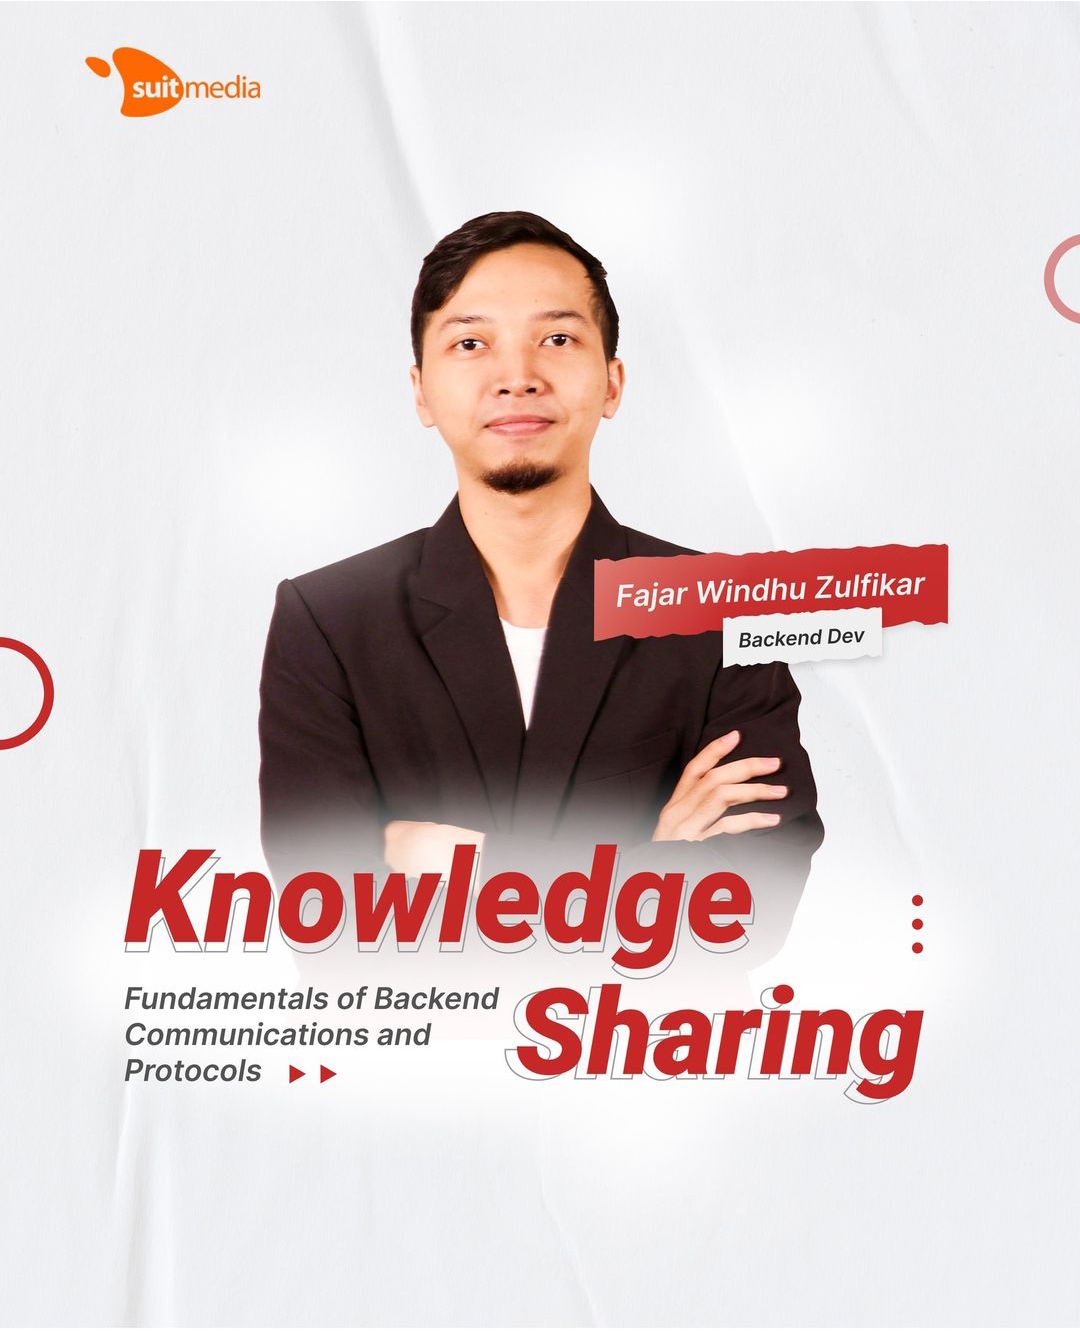 suitmedia
Fajar Windhu Zulfikar
Backend Dev
Knowledge
Sharing
Fundamentals of Backend
Communications and
Protocols